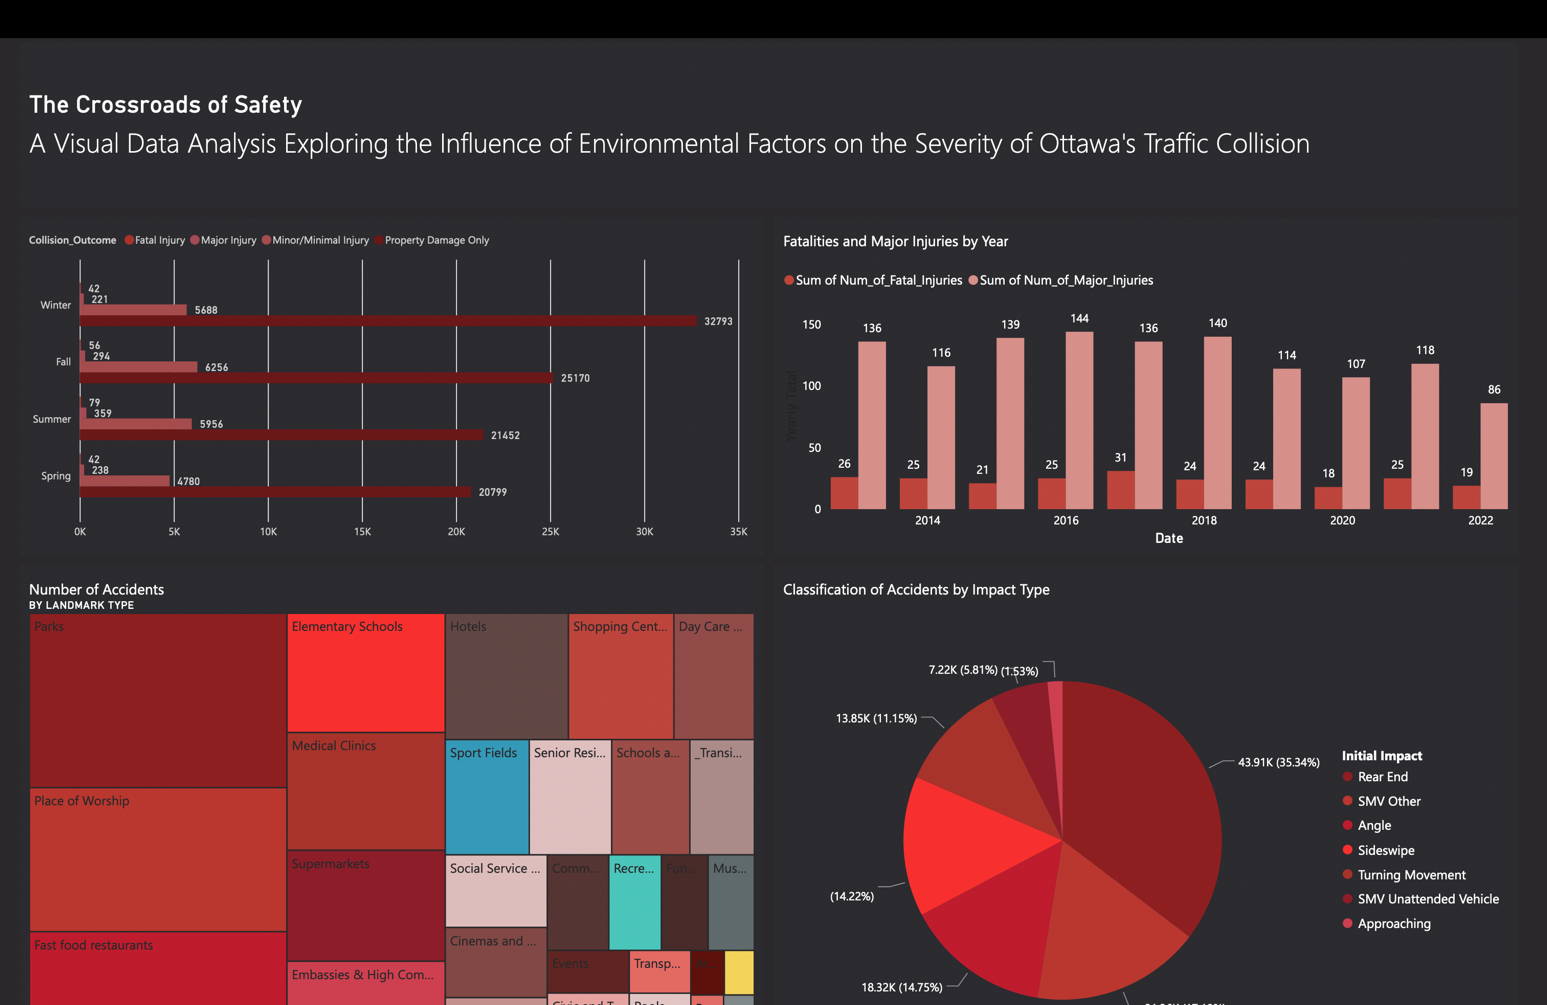 The Crossroads of Safety
A Visual Data Analysis Exploring the Influence of Environmental Factors on the Severity of Ottawa's Traffic Collision
Collision_Outcome Fatal Injury Major Injury Minor/Minimal Injury Property Damage Only
42
221
Winter
5688
32793
56
294
Fall
6256
25170
79
359
Summer
5956
21452
42
238
Spring
4780
20799
0K 5K 10K 15K 20K 25K 30K 35K
Fatalities and Major Injuries by Year
Sum of Num_of_Fatal_Injuries Sum of Num_of_Major_Injuries
Yearly Total
150
100
50
0
26 136
25 116
21 139
25 144
31 136
24 140
24 114
18 107
25 118
19 86
2014 2016 2018 2020 2022
Date
Number of Accidents
BY LANDMARK TYPE
Parks
Place of Worship
Fast food restaurants
Elementary Schools
Medical Clinics
Supermarkets
Embassies & High Com...
Hotels
Shopping Cent...
Day Care ...
Sport Fields
Senior Resi...
Schools a...
_Transi...
Social Service ...
Comm...
Recre...
Fun...
Mus...
Cinemas and ...
Events
Transp...
Classification of Accidents by Impact Type
7.22K (5.81%)
(1.53%)
13.85K (11.15%)
43.91K (35.34%)
(14.22%)
18.32K (14.75%)
Initial Impact
Rear End
SMV Other
Angle
Sideswipe
Turning Movement
SMV Unattended Vehicle
Approaching